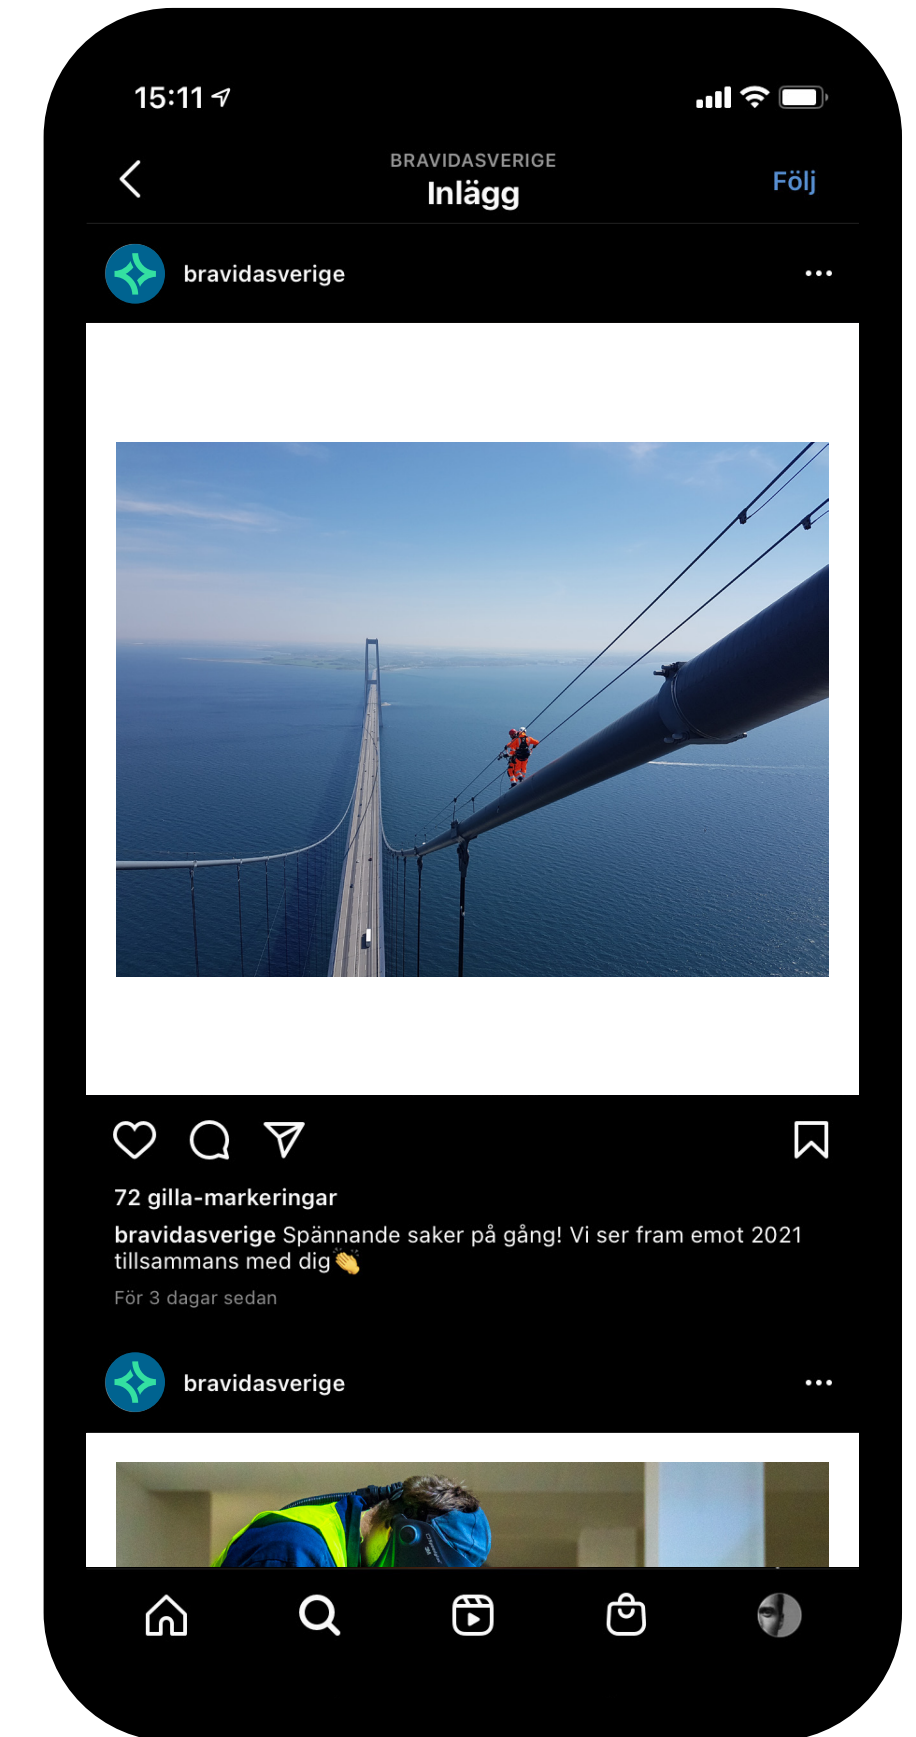 15:11
BRAVIDASVERIGE
Inlägg
Följ
bravidasverige
72 gilla-markeringar
bravidasverige Spännande saker på gång! Vi ser fram emot 2021
tillsammans med dig👏
För 3 dagar sedan
bravidasverige